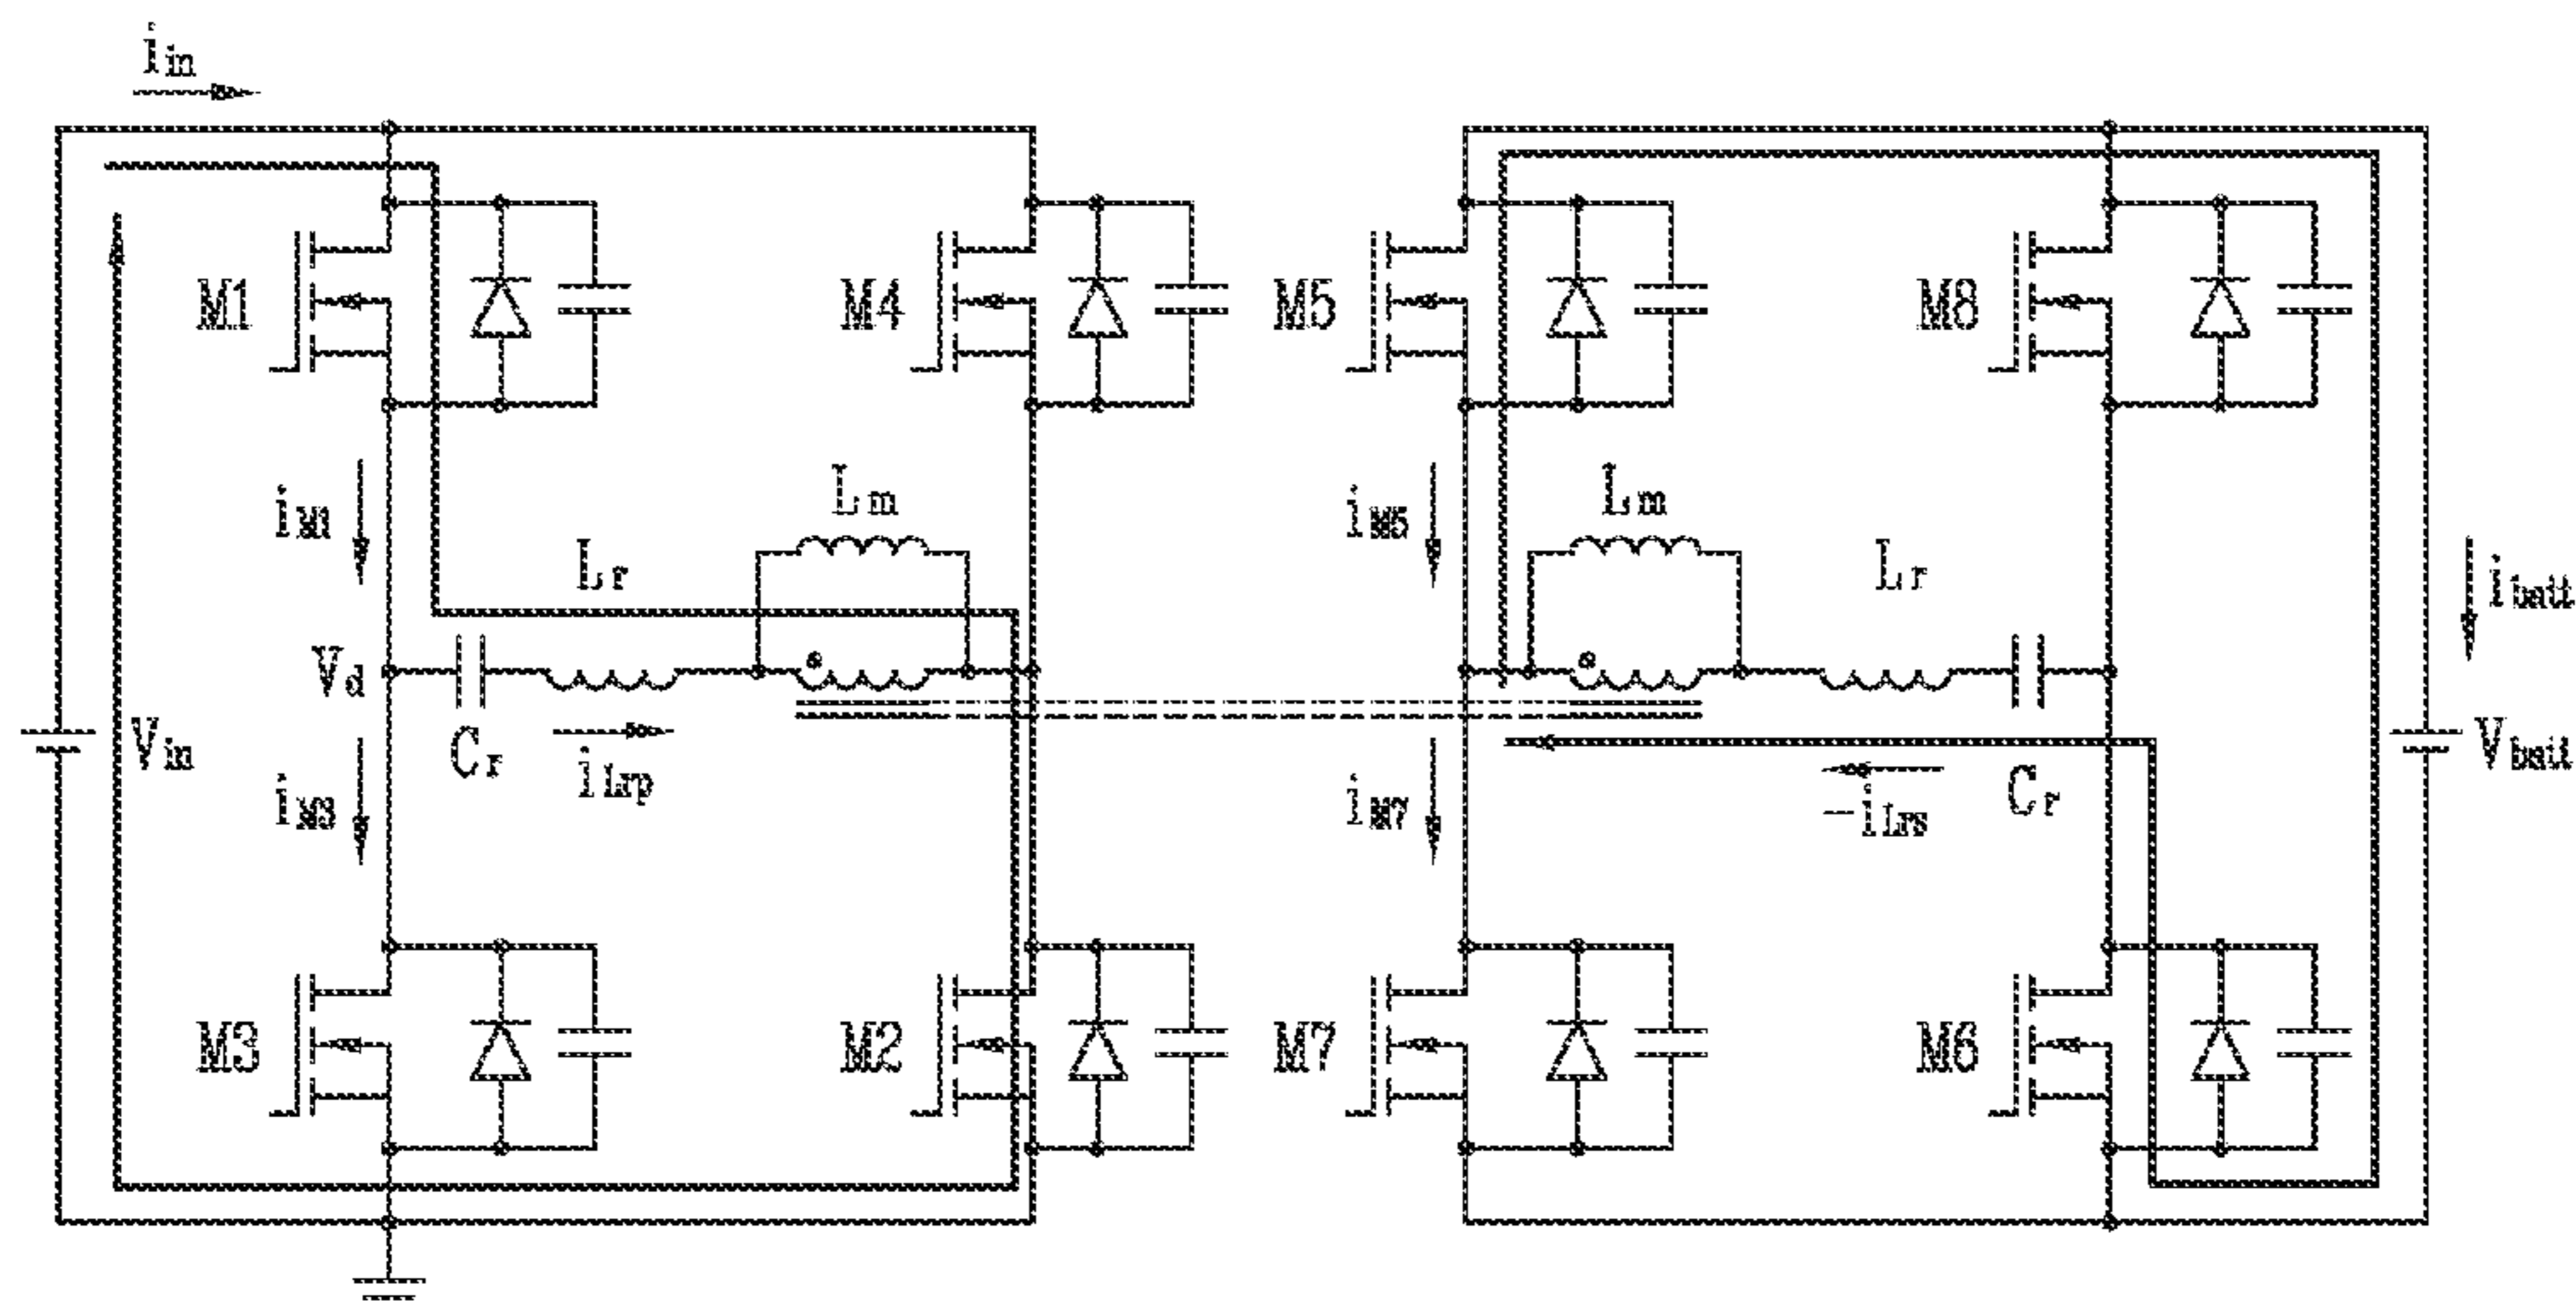 iin
M1
M4
M5
M8
iM1
Lr
Lm
iM5
Lm
Lr
ibatt
Vd
Vin
Cr
iLrp
iM3
iM7
-iLrs
Cr
Vbatt
M3
M2
M7
M6